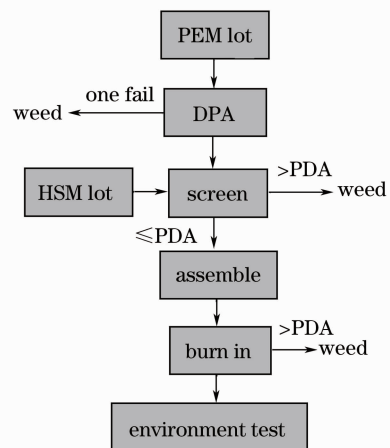 PEM lot
one fail
weed
DPA
>PDA
HSM lot
screen
weed
⩽PDA
assemble
>PDA
burn in
weed
environment test